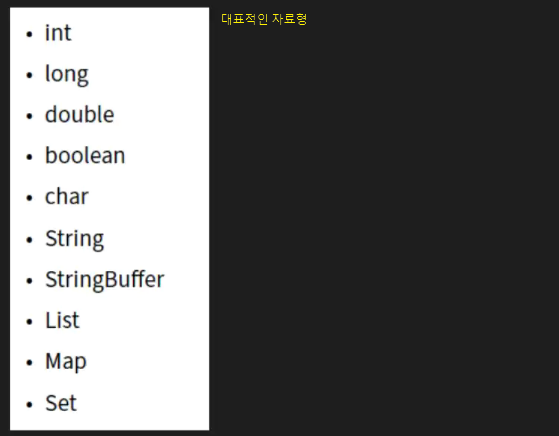 • int
• long
• double
• boolean
• char
• String
• StringBuffer
• List
• Map
• Set
대표적인 자료형